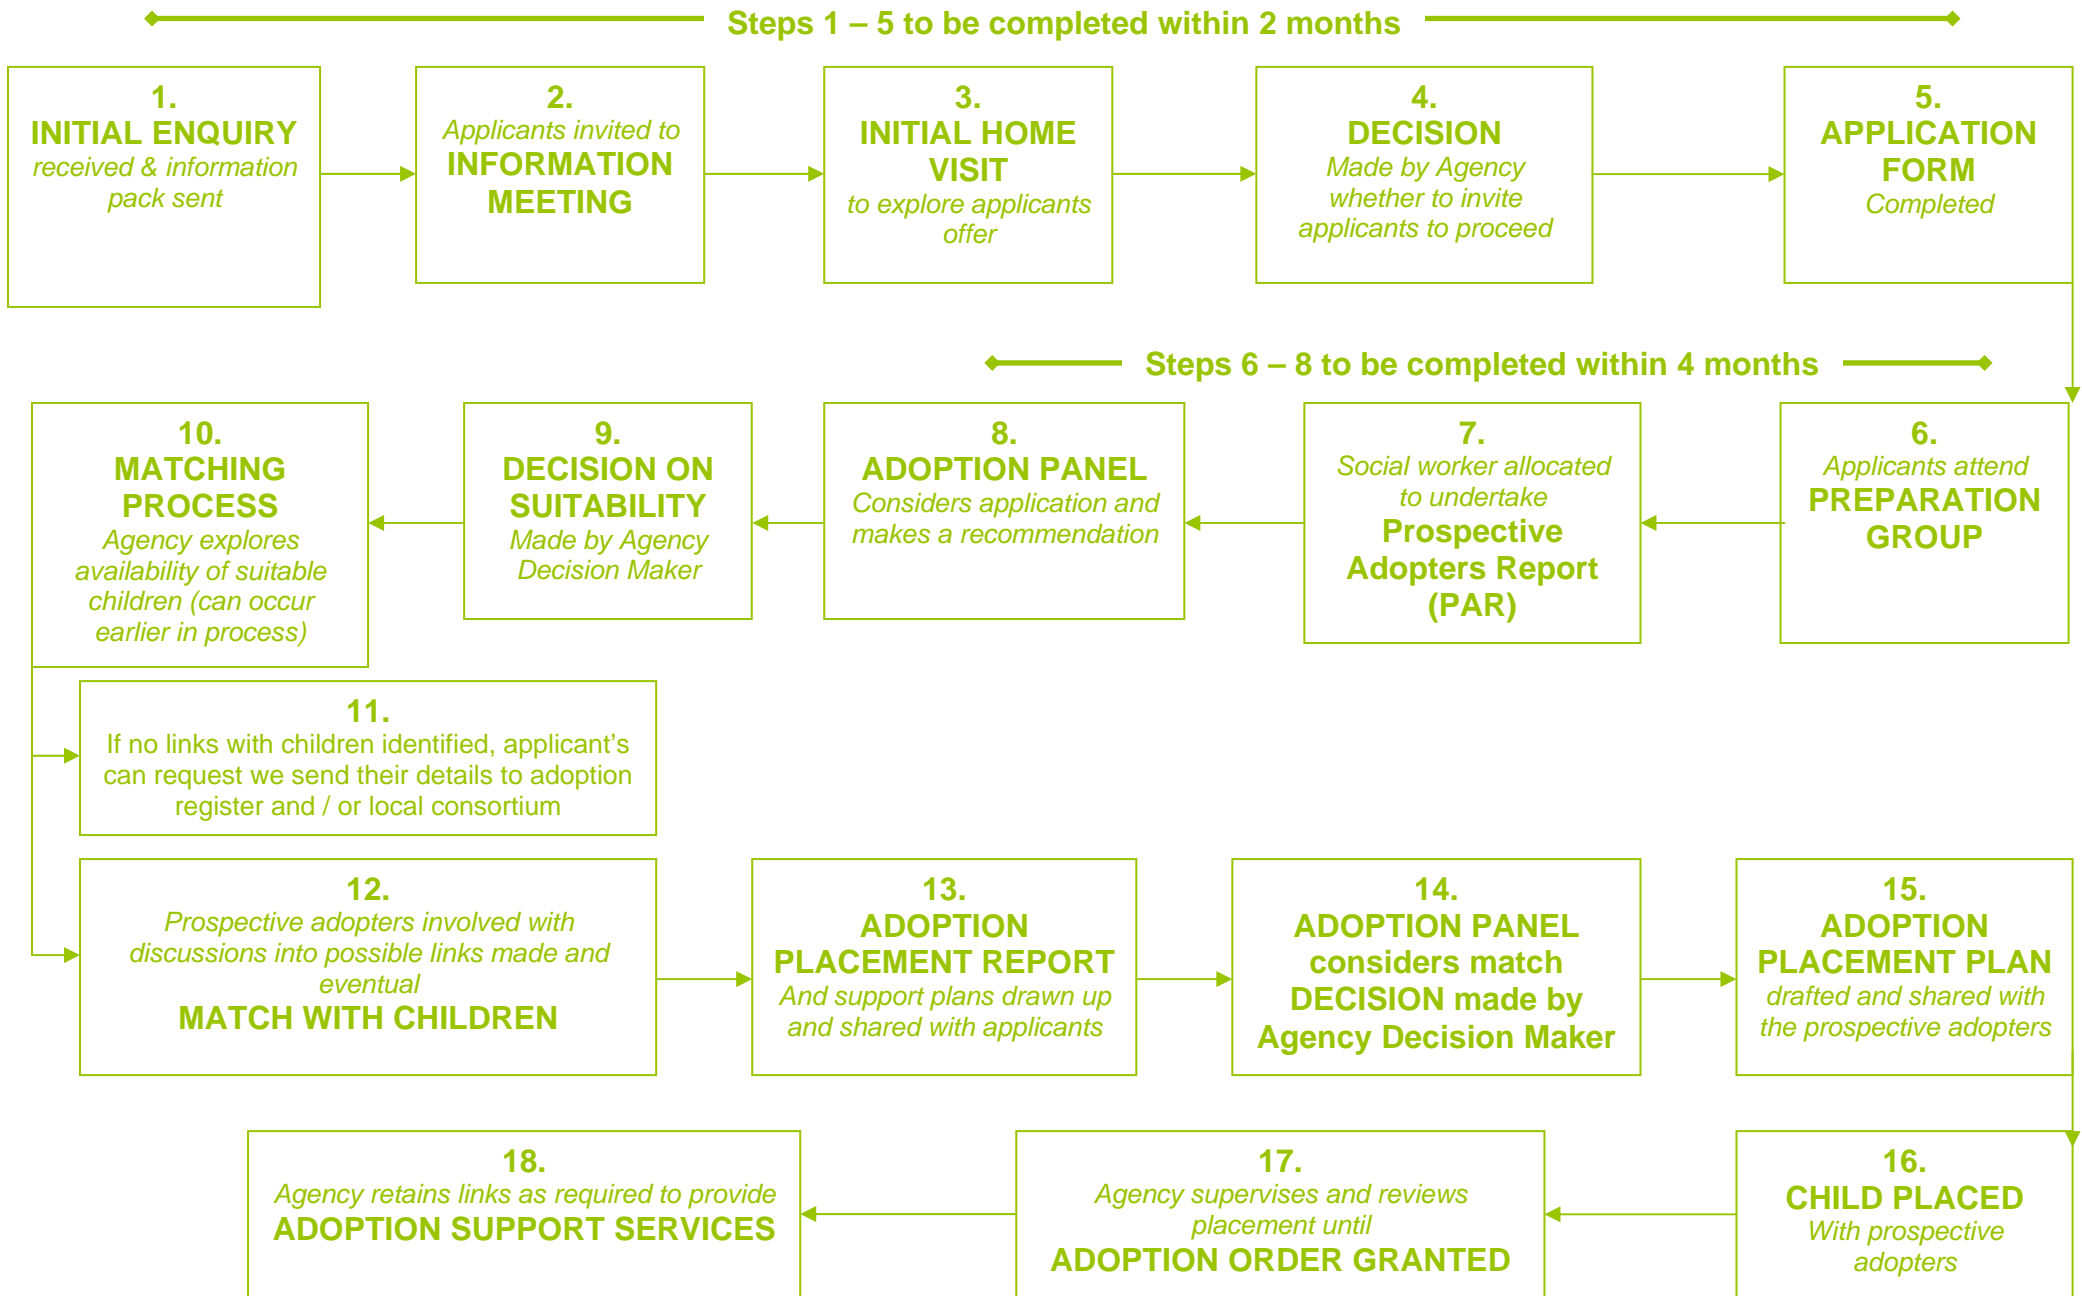 Steps 1 – 5 to be completed within 2 months
1.
INITIAL ENQUIRY
received & information
pack sent
2.
Applicants invited to
INFORMATION
MEETING
3.
INITIAL HOME
VISIT
to explore applicants
offer
4.
DECISION
Made by Agency
whether to invite
applicants to proceed
5.
APPLICATION
FORM
Completed
Steps 6 – 8 to be completed within 4 months
6.
Applicants attend
PREPARATION
GROUP
7.
Social worker allocated
to undertake
Prospective
Adopters Report
(PAR)
8.
ADOPTION PANEL
Considers application and
makes a recommendation
9.
DECISION ON
SUITABILITY
Made by Agency
Decision Maker
10.
MATCHING
PROCESS
Agency explores
availability of suitable
children (can occur
earlier in process)
11.
If no links with children identified, applicant’s
can request we send their details to adoption
register and / or local consortium
12.
Prospective adopters involved with
discussions into possible links made and
eventual
MATCH WITH CHILDREN
13.
ADOPTION
PLACEMENT REPORT
And support plans drawn up
and shared with applicants
14.
ADOPTION PANEL
considers match
DECISION made by
Agency Decision Maker
15.
ADOPTION
PLACEMENT PLAN
drafted and shared with
the prospective adopters
16.
CHILD PLACED
With prospective
adopters
17.
Agency supervises and reviews
placement until
ADOPTION ORDER GRANTED
18.
Agency retains links as required to provide
ADOPTION SUPPORT SERVICES